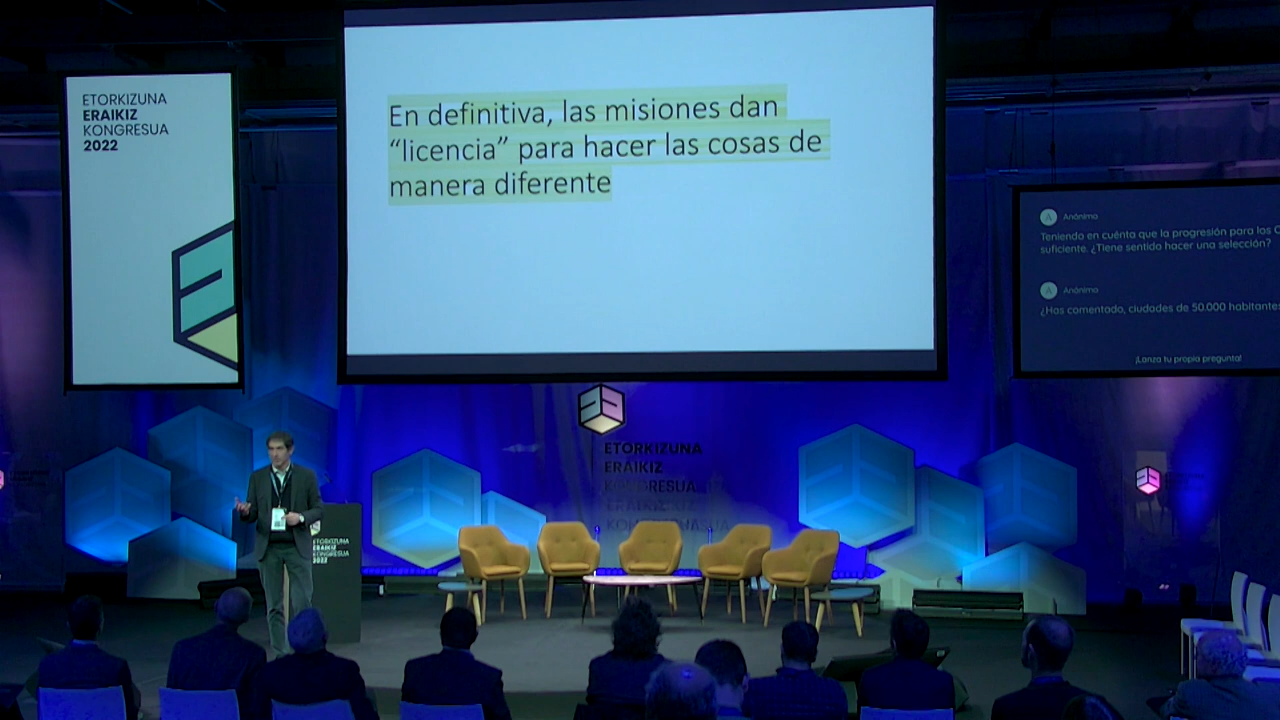 ETORKIZUNA
ERAIKIZ
KONGRESUA
2022
En definitiva, las misiones dan
“licencia” para hacer las cosas de
manera diferente
A Anónimo
Teniendo en cuénta que la progresión para los
suficiente. ¿Tiene sentido hacer una selección?
A Anónimo
¿Has comentado, ciudades de 50.000 habitantes
¡Lanza tu propia pregunta!
ETORKIZUNA
ERAIKIZ
KONGRESUA
ETORKIZUNA
ERAIKIZ
KONGRESUA
2022